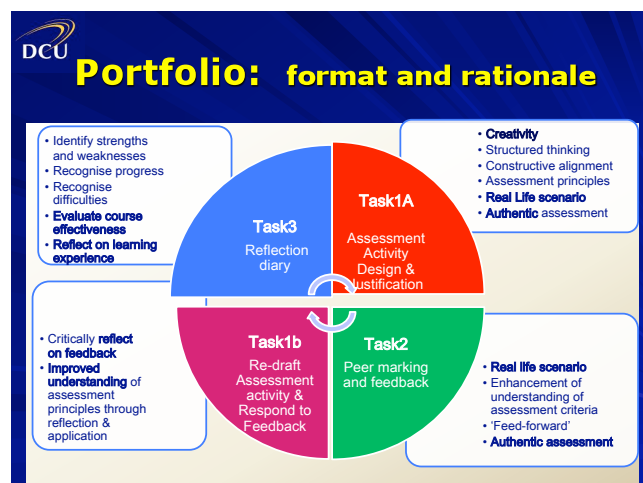 DCU
Portfolio: format and rationale
• Identify strengths
and weaknesses
• Recognise progress
• Recognise
difficulties
• Evaluate course
effectiveness
• Reflect on learning
experience
• Creativity
• Structured thinking
• Constructive alignment
• Assessment principles
• Real Life scenario
• Authentic assessment
Task3
Reflection
diary
Task1A
Assessment
Activity
Design &
Justification
Task1b
Re-draft
Assessment
activity &
Respond to
Feedback
Task2
Peer marking
and feedback
• Critically reflect
on feedback
• Improved
understanding of
assessment
principles through
reflection &
application
• Real life scenario
• Enhancement of
understanding of
assessment criteria
• ‘Feed-forward’
• Authentic assessment